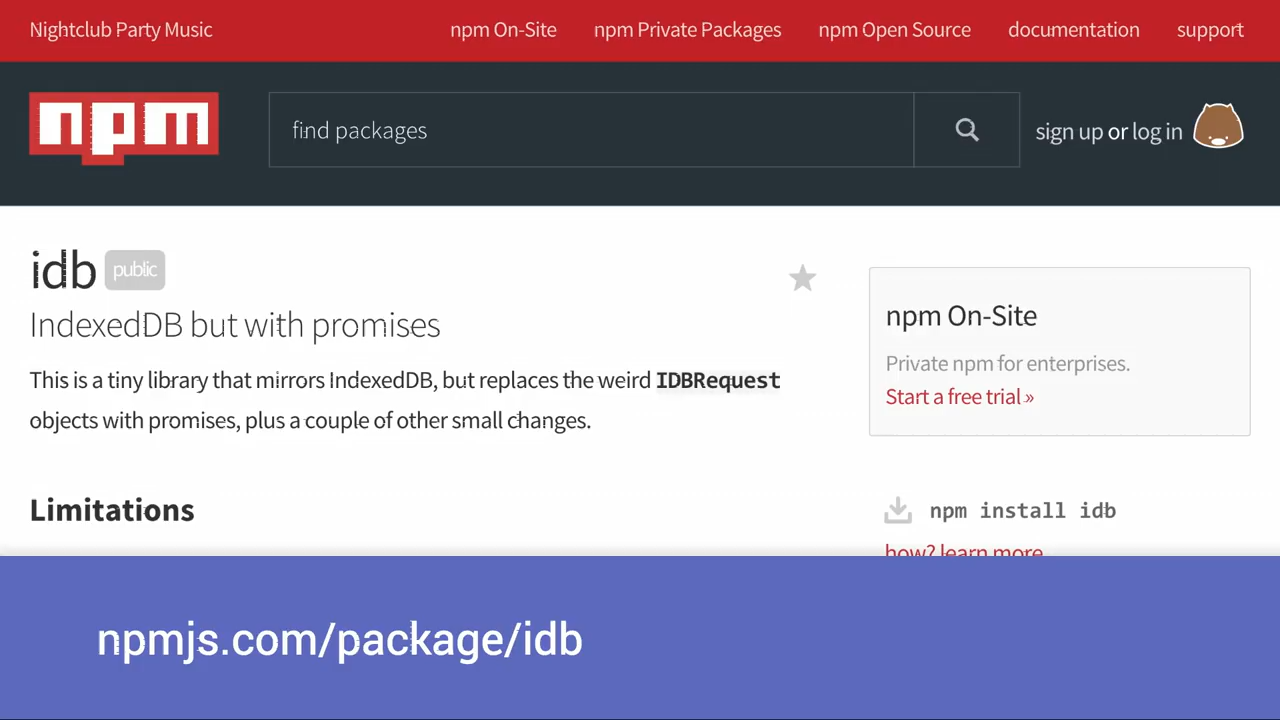 Nightclub Party Music
npm On-Site npm Private Packages npm Open Source documentation support
npm find packages sign up or log in
idb public
IndexedDB but with promises
This is a tiny library that mirrors IndexedDB, but replaces the weird IDBRequest
objects with promises, plus a couple of other small changes.
npm On-Site
Private npm for enterprises.
Start a free trial »
Limitations
npm install idb
how? learn more
npmjs.com/package/idb